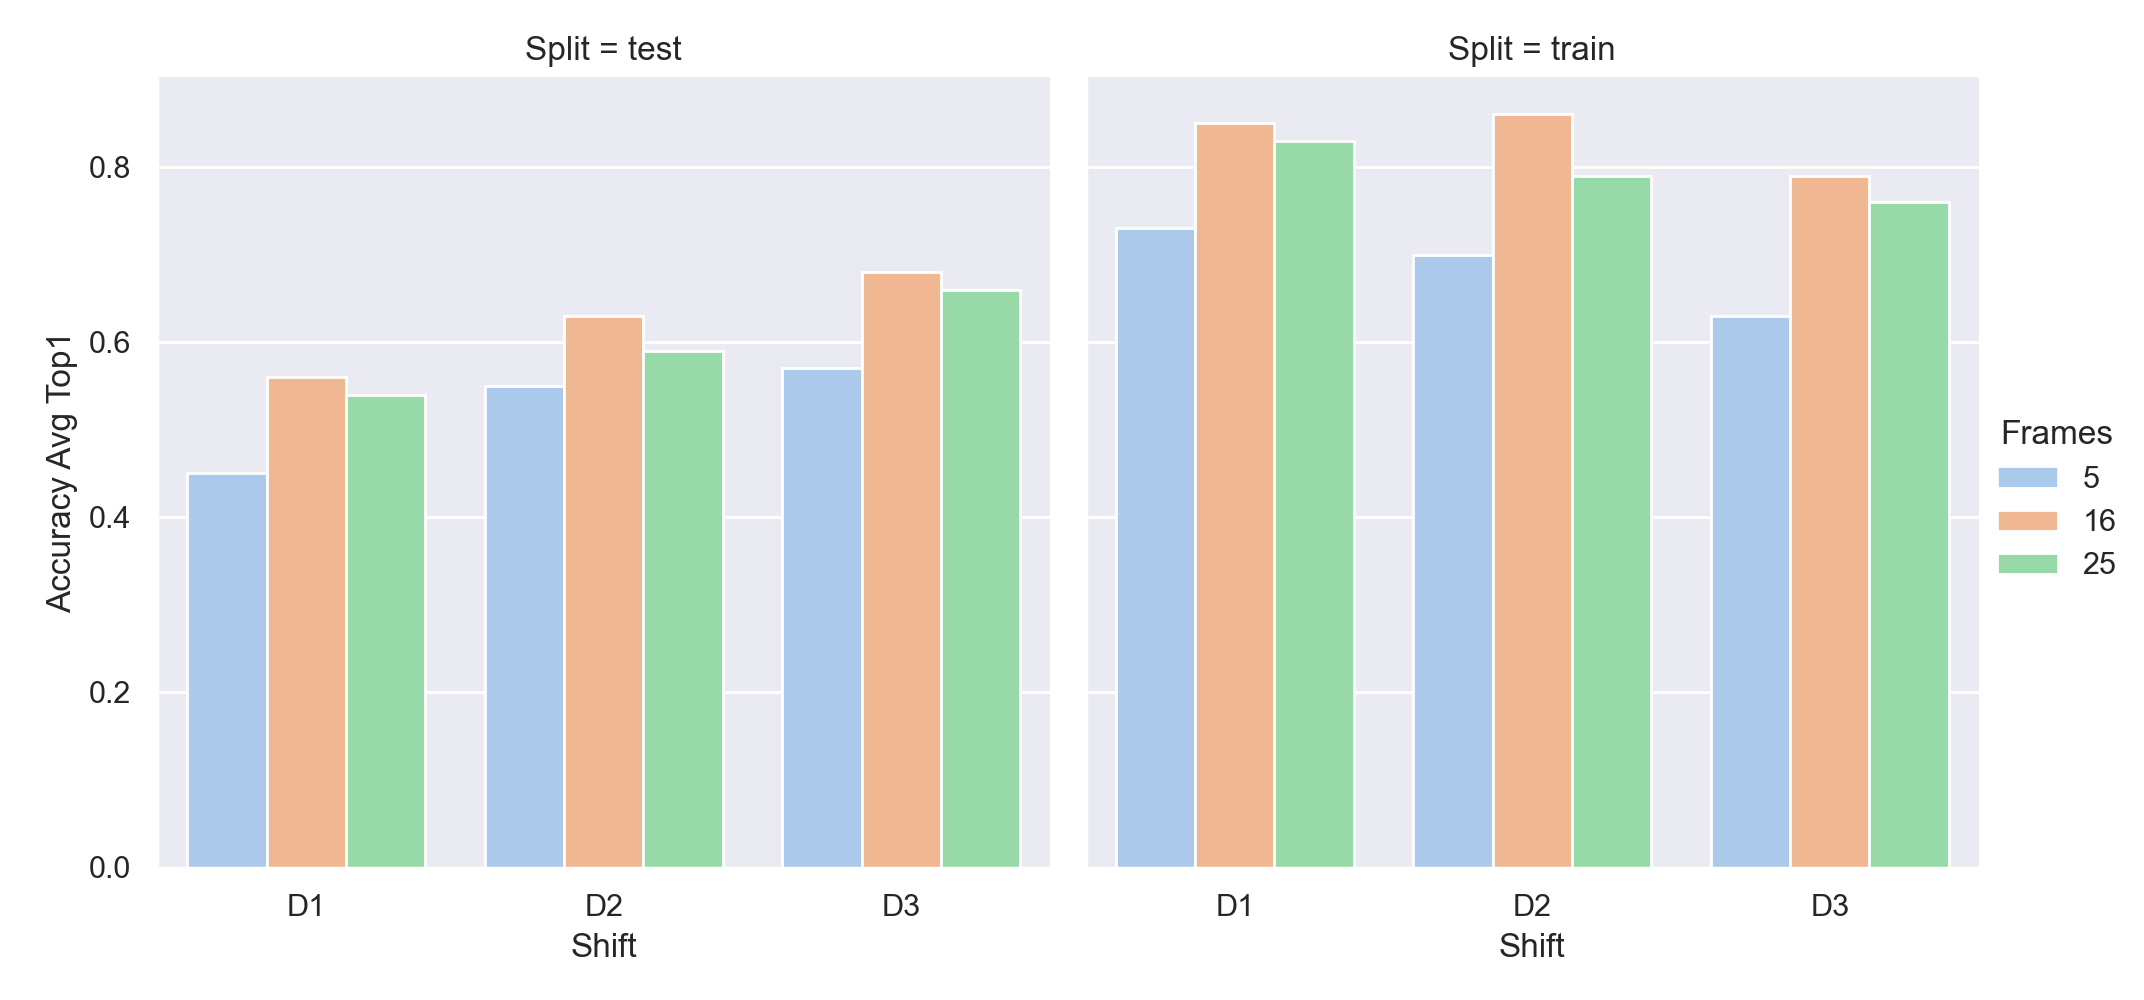 Split = test
Split = train
Accuracy Avg Top1
0.8
0.6
0.4
0.2
0.0
D1
D2
D3
Shift
D1
D2
D3
Shift
Frames
5
16
25